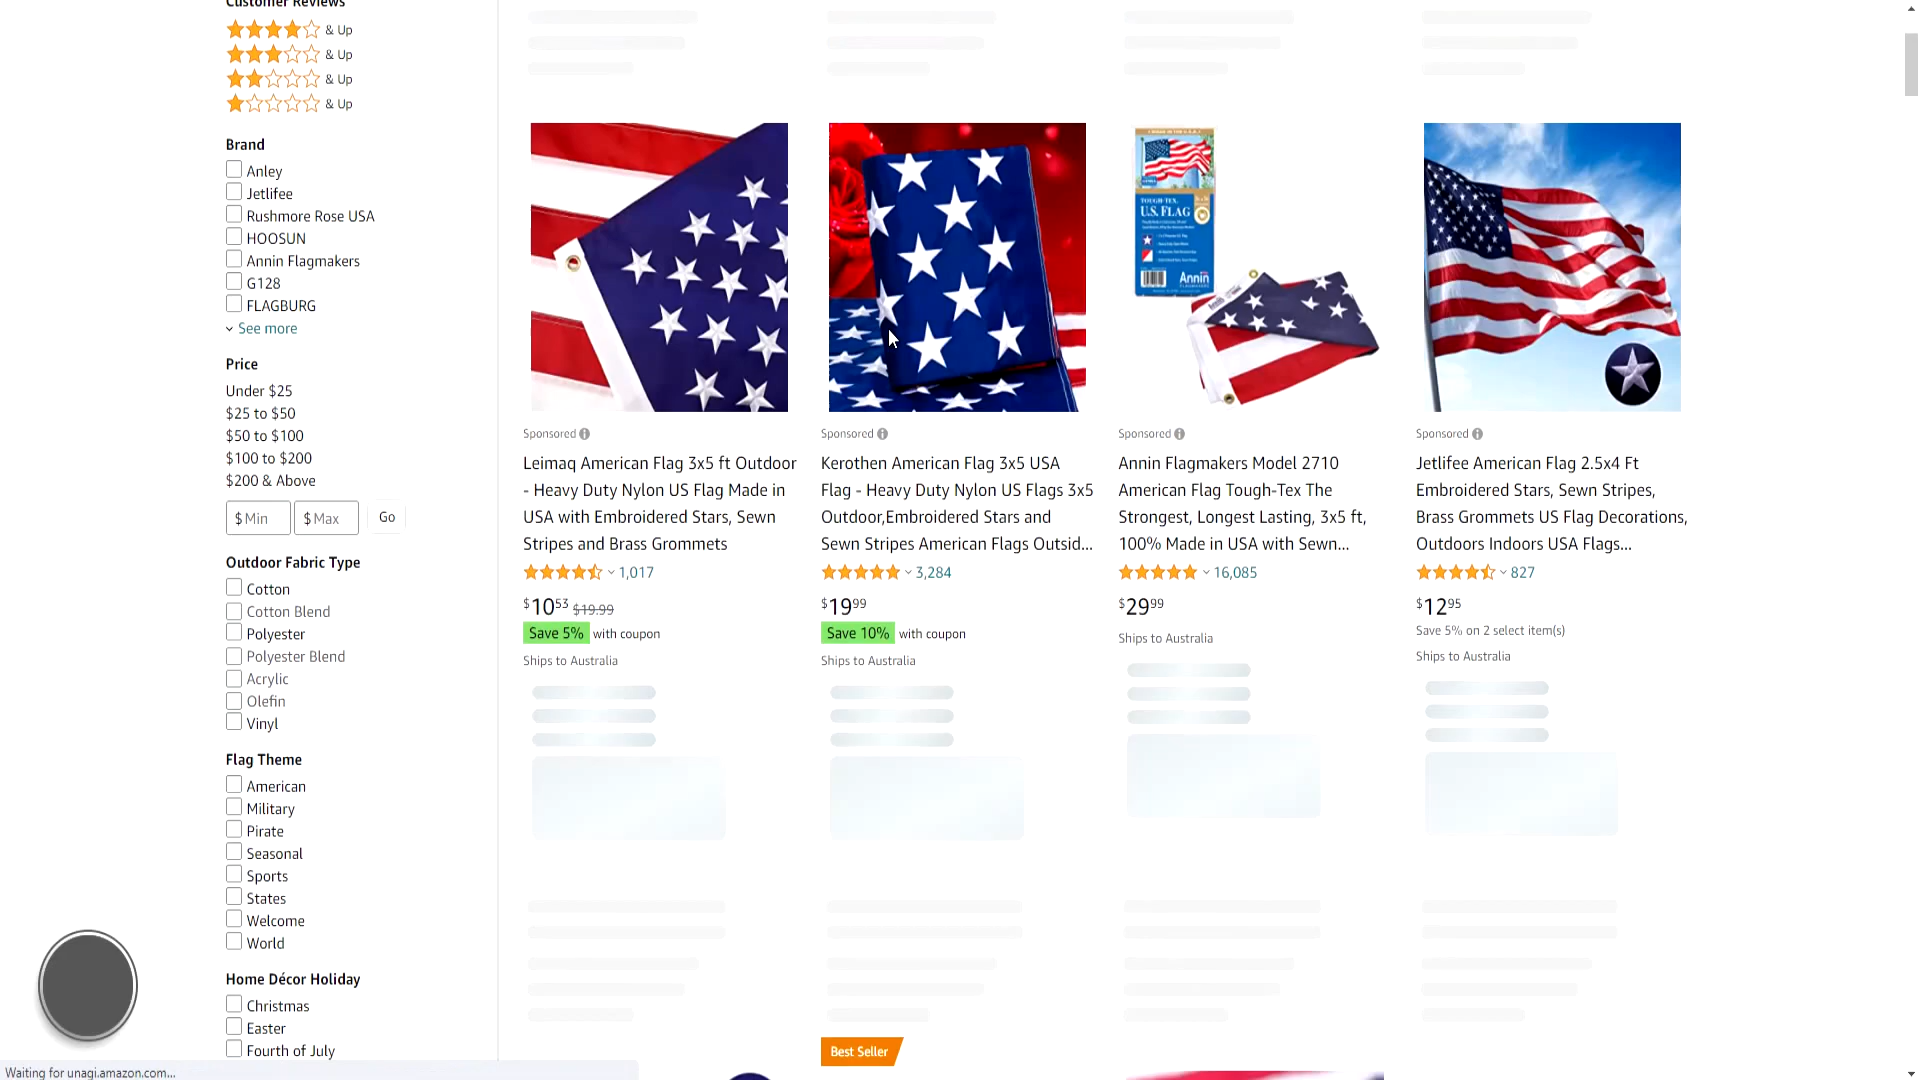 Customer Reviews
& Up
& Up
& Up
& Up
Brand
Anley
Jetlifee
Rushmore Rose USA
HOOSUN
Annin Flagmakers
G128
FLAGBURG
See more
Price
Under $25
$25 to $50
$50 to $100
$100 to $200
$200 & Above
$ Min $ Max Go
Outdoor Fabric Type
Cotton
Cotton Blend
Polyester
Polyester Blend
Acrylic
Olefin
Vinyl
Flag Theme
American
Military
Pirate
Seasonal
Sports
States
Welcome
World
Home Décor Holiday
Christmas
Easter
Fourth of July
Sponsored
Leimaq American Flag 3x5 ft Outdoor
- Heavy Duty Nylon US Flag Made in
USA with Embroidered Stars, Sewn
Stripes and Brass Grommets
1,017
$10 53 $19.99
Save 5% with coupon
Ships to Australia
Sponsored
Kerothen American Flag 3x5 USA
Flag - Heavy Duty Nylon US Flags 3x5
Outdoor,Embroidered Stars and
Sewn Stripes American Flags Outsid...
3,284
$19 99
Save 10% with coupon
Ships to Australia
TOUGH-TEX
U.S. FLAG
Annin
Sponsored
Annin Flagmakers Model 2710
American Flag Tough-Tex The
Strongest, Longest Lasting, 3x5 ft,
100% Made in USA with Sewn...
16,085
$29 99
Ships to Australia
Sponsored
Jetlifee American Flag 2.5x4 Ft
Embroidered Stars, Sewn Stripes,
Brass Grommets US Flag Decorations,
Outdoors Indoors USA Flags...
827
$12 95
Save 5% on 2 select item(s)
Ships to Australia
Best Seller
Waiting for unagi.amazon.com...